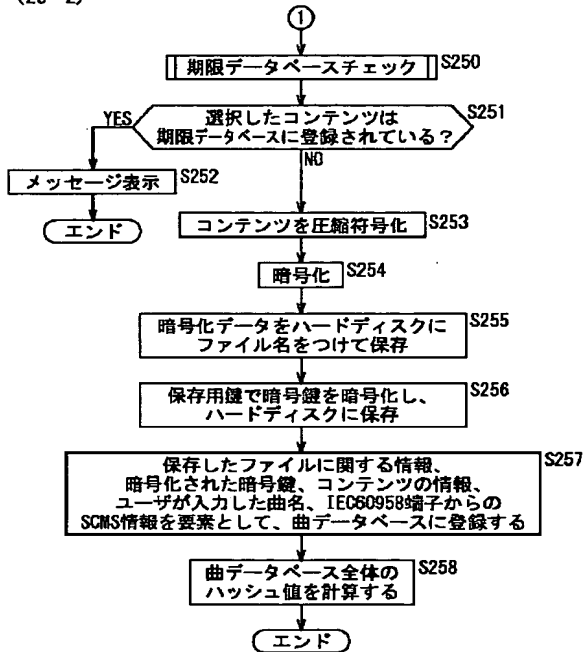 ①
期限データベースチェック S250
選択したコンテンツは S251
期限データベースに登録されている？
YES
NO
メッセージ表示 S252
エンド
コンテンツを圧縮符号化 S253
暗号化 S254
暗号化データをハードディスクに S255
ファイル名をつけて保存
保存用鍵で暗号鍵を暗号化し、 S256
ハードディスクに保存
保存したファイルに関する情報、 S257
暗号化された暗号鍵、コンテンツの情報、
ユーザが入力した曲名、IEC60958端子からの
SCMS情報を要素として、曲データベースに登録する
曲データベース全体の S258
ハッシュ値を計算する
エンド